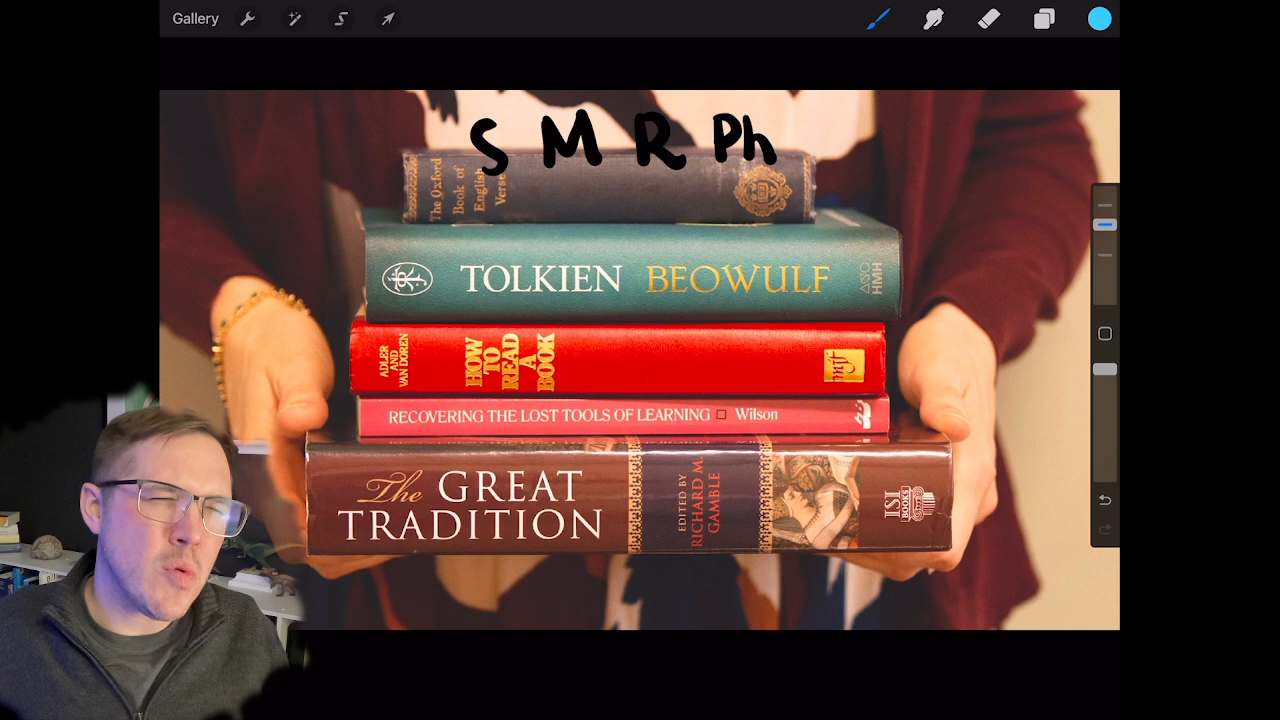 Gallery
S M R Ph
The Oxford
Book of
English
Verse
TOLKIEN BEOWULF
HMH
ADLER
AND
VAN DOREN
HOW
TO
READ
A
BOOK
mjf
RECOVERING THE LOST TOOLS OF LEARNING □ Wilson
The GREAT
TRADITION
EDITED BY
RICHARD M.
GAMBLE
ISI
BOOKS